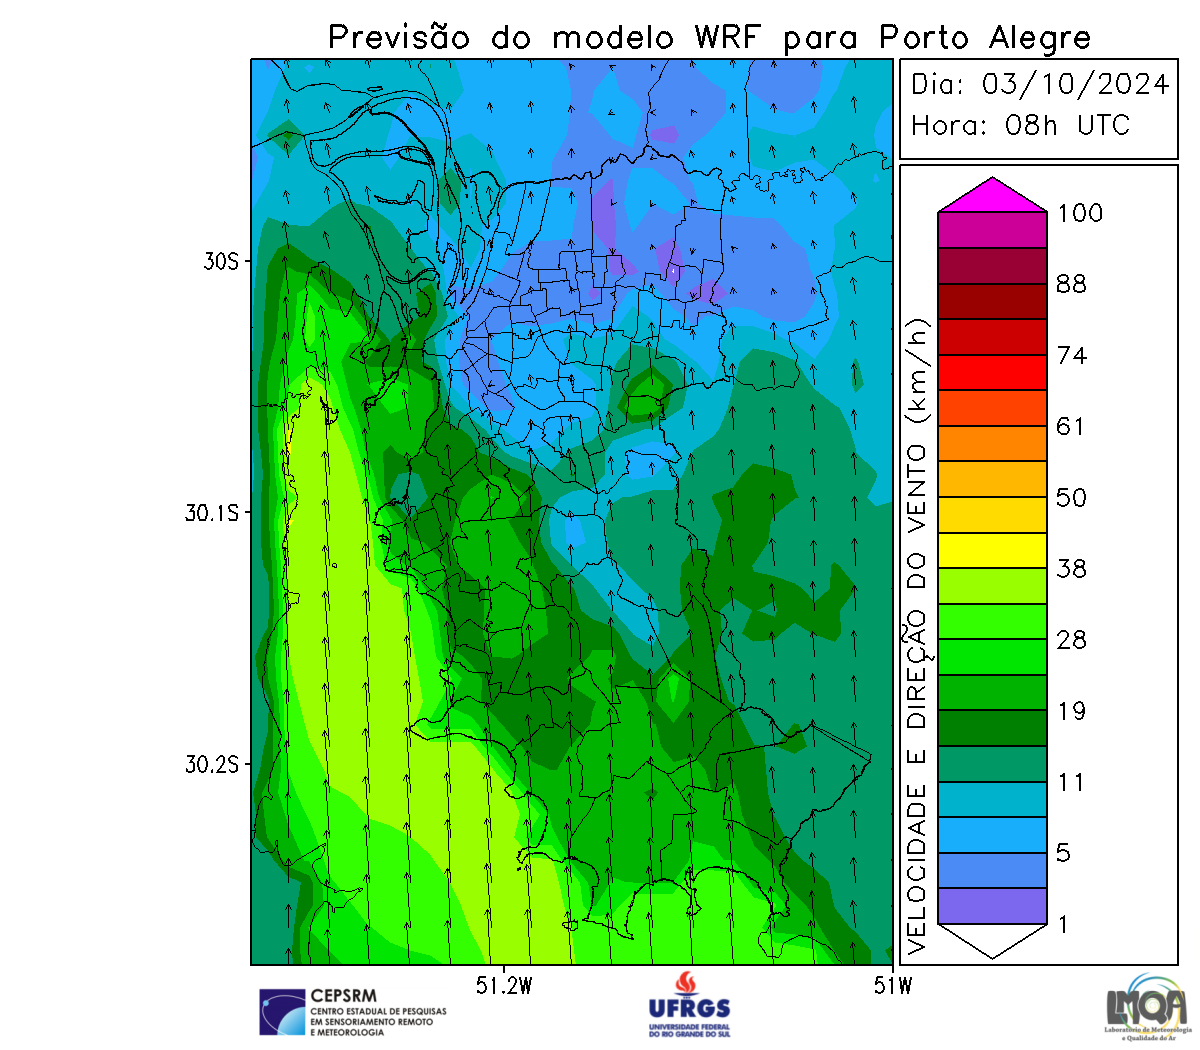 Previsão do modelo WRF para Porto Alegre
Dia: 03/10/2024
Hora: 08h UTC
100
88
74
61
50
38
28
19
11
5
1
VELOCIDADE E DIREÇÃO DO VENTO (km/h)
30S
30.1S
30.2S
51.2W
51W
CEPSRM
CENTRO ESTADUAL DE PESQUISAS
EM SENSORIAMENTO REMOTO
E METEOROLOGIA
UFRGS
UNIVERSIDADE FEDERAL
DO RIO GRANDE DO SUL
LMQA
Laboratório de Meteorologia
e Qualidade do Ar